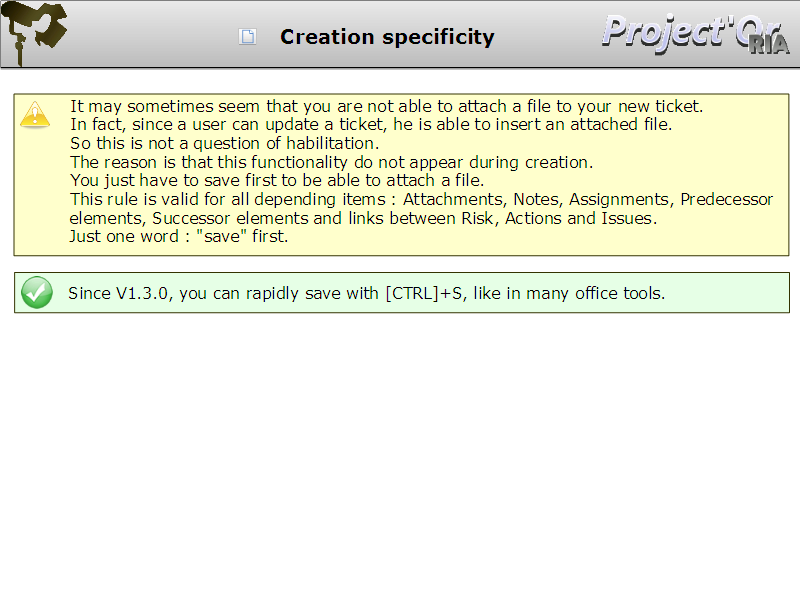 Creation specificity
Project'Or
RIA
It may sometimes seem that you are not able to attach a file to your new ticket.
In fact, since a user can update a ticket, he is able to insert an attached file.
So this is not a question of habilitation.
The reason is that this functionality do not appear during creation.
You just have to save first to be able to attach a file.
This rule is valid for all depending items : Attachments, Notes, Assignments, Predecessor
elements, Successor elements and links between Risk, Actions and Issues.
Just one word : "save" first.
Since V1.3.0, you can rapidly save with [CTRL]+S, like in many office tools.